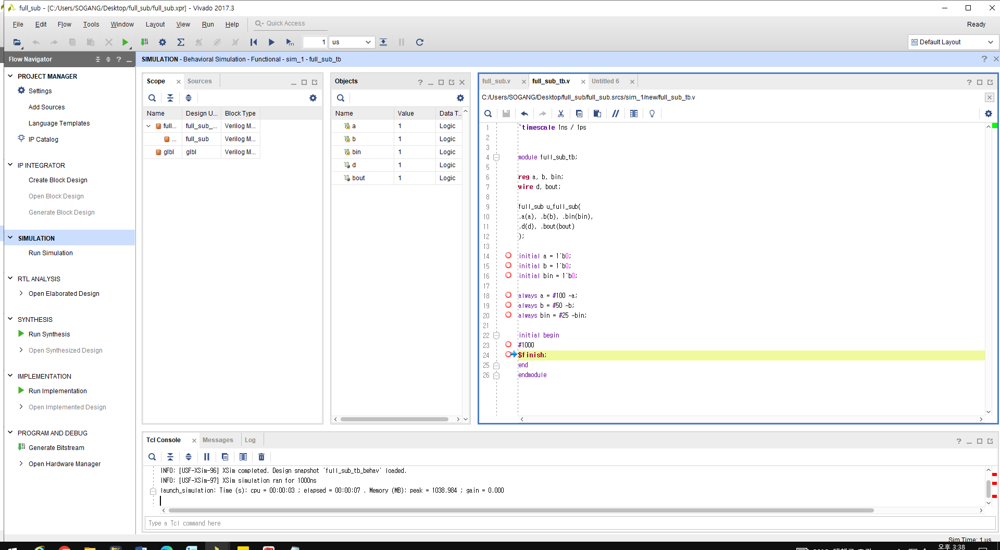 full_sub - [C:/Users/SOGANG/Desktop/full_sub/full_sub.xpr] - Vivado 2017.3
File Edit Flow Tools Window Layout View Run Help Quick Access Ready
1 us Default Layout
Flow Navigator
SIMULATION - Behavioral Simulation - Functional - sim_1 - full_sub_tb
PROJECT MANAGER
Settings
Add Sources
Language Templates
IP Catalog
IP INTEGRATOR
Create Block Design
Open Block Design
Generate Block Design
SIMULATION
Run Simulation
RTL ANALYSIS
Open Elaborated Design
SYNTHESIS
Run Synthesis
Open Synthesized Design
IMPLEMENTATION
Run Implementation
Open Implemented Design
PROGRAM AND DEBUG
Generate Bitstream
Open Hardware Manager
Scope Sources
Name Design U... Block Type
full... full_sub_... Verilog M...
... full_sub Verilog M...
glbl glbl Verilog M...
Objects
Name Value Data T...
a 1 Logic
b 1 Logic
bin 1 Logic
d 1 Logic
bout 1 Logic
full_sub.v full_sub_tb.v Untitled 6
C:/Users/SOGANG/Desktop/full_sub/full_sub.srcs/sim_1/new/full_sub_tb.v
1 `timescale 1ns / 1ps
2
3
4 module full_sub_tb;
5
6 reg a, b, bin;
7 wire d, bout;
8
9 full_sub u_full_sub(
10 .a(a), .b(b), .bin(bin),
11 .d(d), .bout(bout)
12 );
13
14 initial a = 1'b0;
15 initial b = 1'b0;
16 initial bin = 1'b0;
17
18 always a = #100 ~a;
19 always b = #50 ~b;
20 always bin = #25 ~bin;
21
22 initial begin
23 #1000
24 $finish;
25 end
26 endmodule
Tcl Console Messages Log
INFO: [USF-XSim-96] XSim completed. Design snapshot 'full_sub_tb_behav' loaded.
INFO: [USF-XSim-97] XSim simulation ran for 1000ns
launch_simulation: Time (s): cpu = 00:00:03 ; elapsed = 00:00:07 . Memory (MB): peak = 1038.984 ; gain = 0.000
Type a Tcl command here
Sim Time: 1 us
오후 3:38